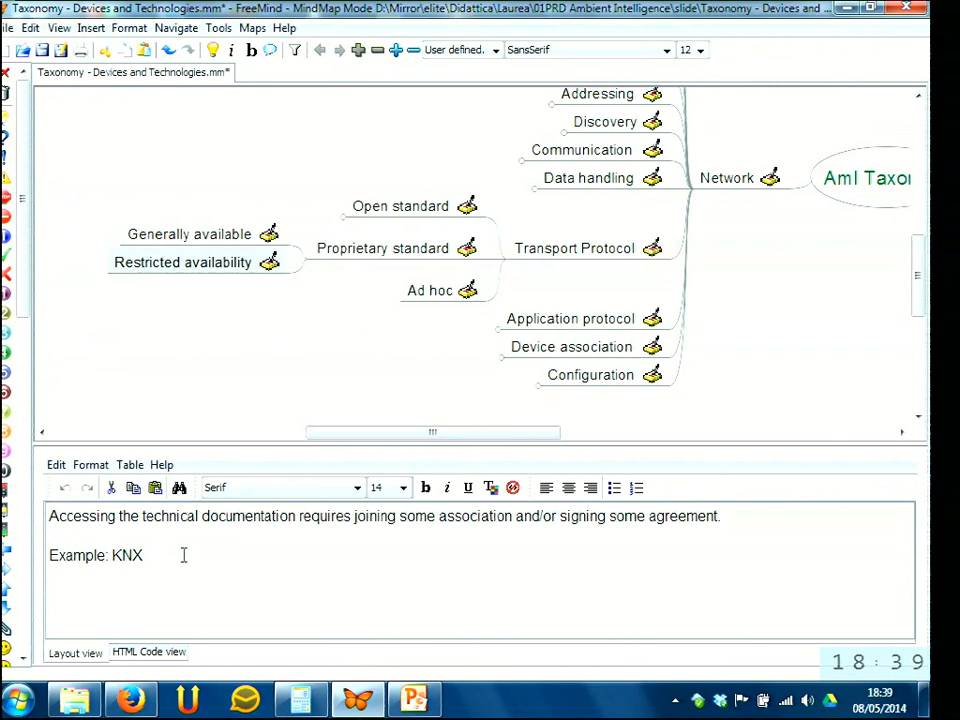 Taxonomy - Devices and Technologies.mm* - FreeMind - MindMap Mode D:\Mirror\elite\Didattica\Laurea\01PRD Ambient Intelligence\slide\Taxonomy - Devices and Technologies.mm ...
ile Edit View Insert Format Navigate Tools Maps Help
User defined. SansSerif 12
Taxonomy - Devices and Technologies.mm*
Addressing
Discovery
Communication
Data handling
Network
AmI Taxor
Open standard
Generally available
Proprietary standard
Transport Protocol
Restricted availability
Ad hoc
Application protocol
Device association
Configuration
Edit Format Table Help
Serif 14
Accessing the technical documentation requires joining some association and/or signing some agreement.
Example: KNX
Layout view HTML Code view
18:39
18:39
08/05/2014